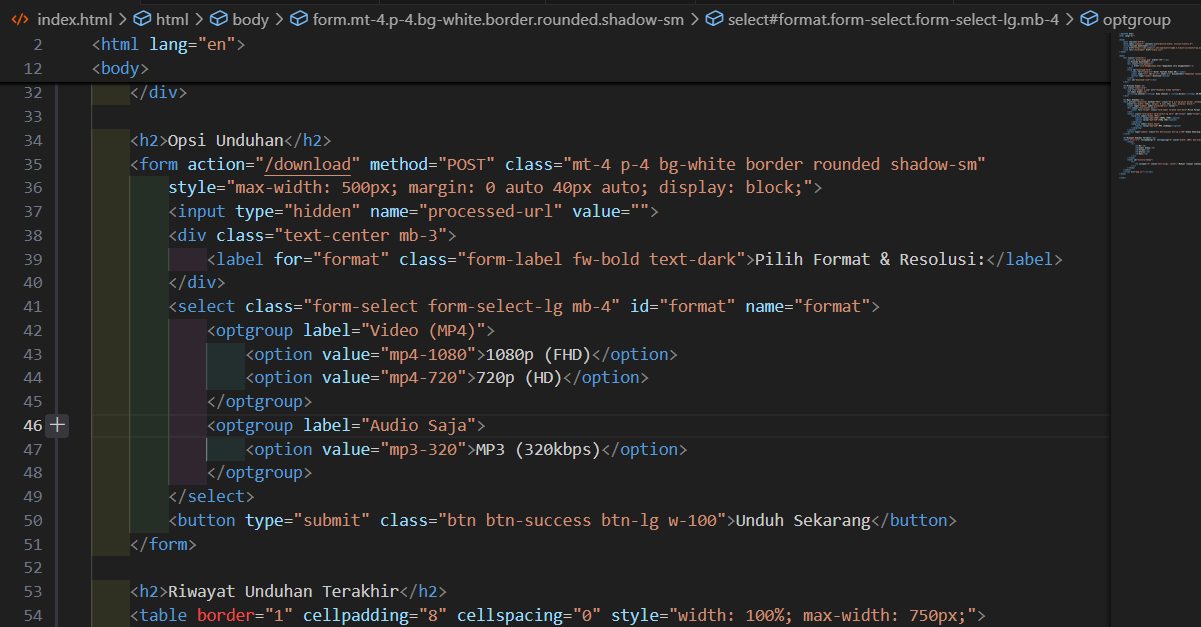 index.html > html > body > form.mt-4.p-4.bg-white.border.rounded.shadow-sm > select#format.form-select.form-select-lg.mb-4 > optgroup
2 <html lang="en">
12 <body>
32 </div>
33
34 <h2>Opsi Unduhan</h2>
35 <form action="/download" method="POST" class="mt-4 p-4 bg-white border rounded shadow-sm"
36 style="max-width: 500px; margin: 0 auto 40px auto; display: block;">
37 <input type="hidden" name="processed-url" value="">
38 <div class="text-center mb-3">
39 <label for="format" class="form-label fw-bold text-dark">Pilih Format & Resolusi:</label>
40 </div>
41 <select class="form-select form-select-lg mb-4" id="format" name="format">
42 <optgroup label="Video (MP4)">
43 <option value="mp4-1080">1080p (FHD)</option>
44 <option value="mp4-720">720p (HD)</option>
45 </optgroup>
46 <optgroup label="Audio Saja">
47 <option value="mp3-320">MP3 (320kbps)</option>
48 </optgroup>
49 </select>
50 <button type="submit" class="btn btn-success btn-lg w-100">Unduh Sekarang</button>
51 </form>
52
53 <h2>Riwayat Unduhan Terakhir</h2>
54 <table border="1" cellpadding="8" cellspacing="0" style="width: 100%; max-width: 750px;">